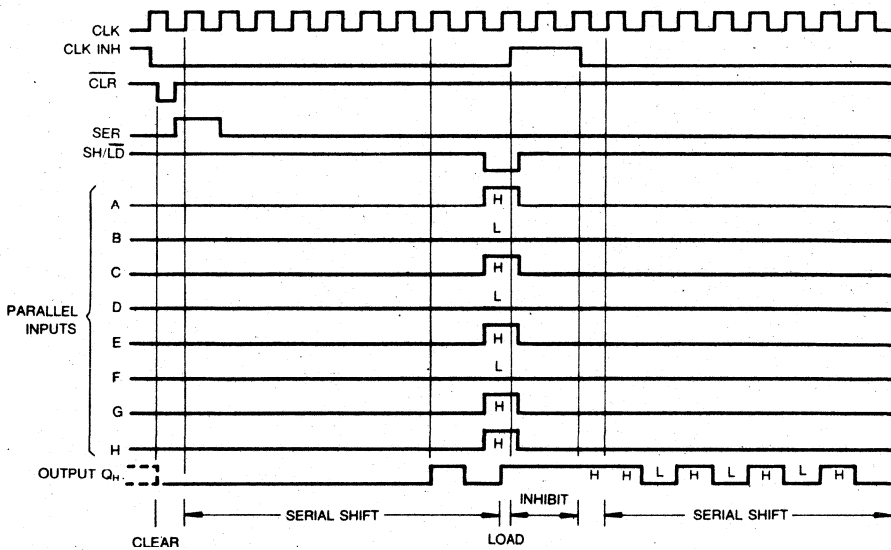 CLK
CLK INH
CLR
SER
SH/LD
A H
B L
C H
D L
PARALLEL
INPUTS
E H
F L
G H
H H
OUTPUT QH H H L H L H L H
INHIBIT
SERIAL SHIFT SERIAL SHIFT
CLEAR LOAD